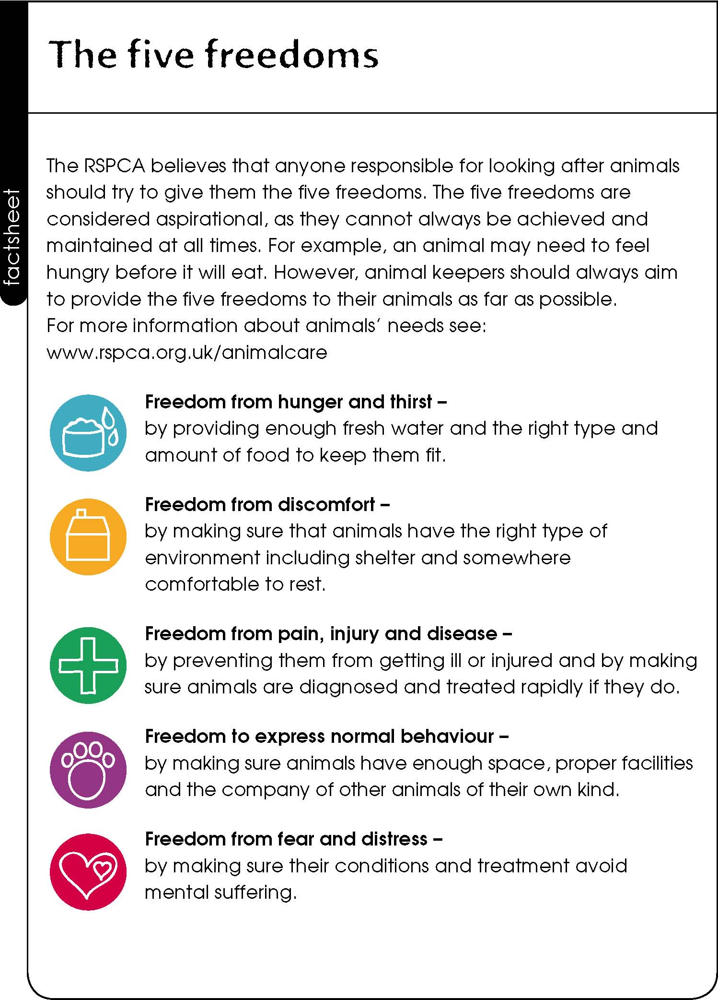 The five freedoms
factsheet
The RSPCA believes that anyone responsible for looking after animals
should try to give them the five freedoms. The five freedoms are
considered aspirational, as they cannot always be achieved and
maintained at all times. For example, an animal may need to feel
hungry before it will eat. However, animal keepers should always aim
to provide the five freedoms to their animals as far as possible.
For more information about animals’ needs see:
www.rspca.org.uk/animalcare
Freedom from hunger and thirst –
by providing enough fresh water and the right type and
amount of food to keep them fit.
Freedom from discomfort –
by making sure that animals have the right type of
environment including shelter and somewhere
comfortable to rest.
Freedom from pain, injury and disease –
by preventing them from getting ill or injured and by making
sure animals are diagnosed and treated rapidly if they do.
Freedom to express normal behaviour –
by making sure animals have enough space, proper facilities
and the company of other animals of their own kind.
Freedom from fear and distress –
by making sure their conditions and treatment avoid
mental suffering.